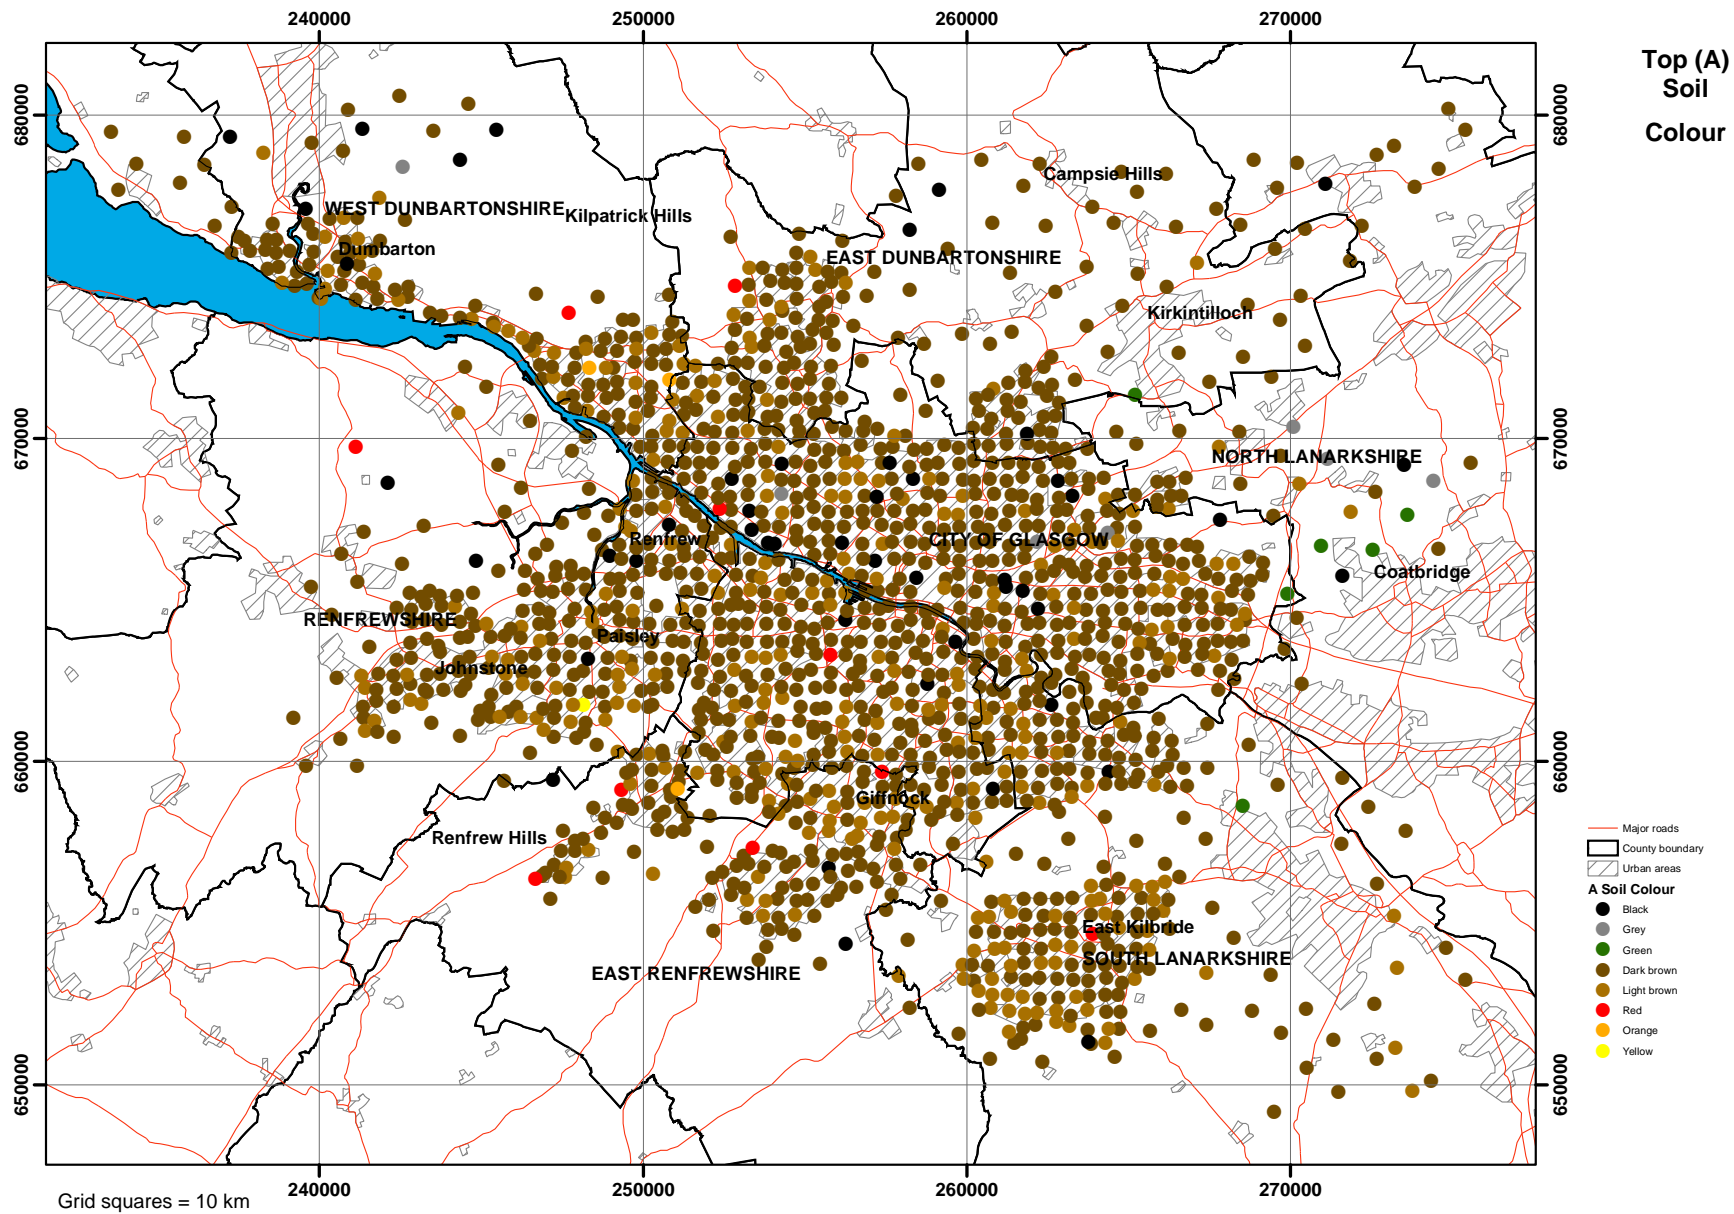 240000
250000
260000
270000
Top (A)
Soil
Colour
680000
680000
Campsie Hills
WEST DUNBARTONSHIRE
Kilpatrick Hills
Dumbarton
EAST DUNBARTONSHIRE
Kirkintilloch
670000
670000
NORTH LANARKSHIRE
Renfrew
CITY OF GLASGOW
Coatbridge
RENFREWSHIRE
Paisley
Johnstone
660000
660000
Giffnock
Renfrew Hills
Major roads
County boundary
Urban areas
A Soil Colour
Black
Grey
Green
Dark brown
Light brown
Red
Orange
Yellow
East Kilbride
SOUTH LANARKSHIRE
EAST RENFREWSHIRE
650000
650000
240000
250000
260000
270000
Grid squares = 10 km